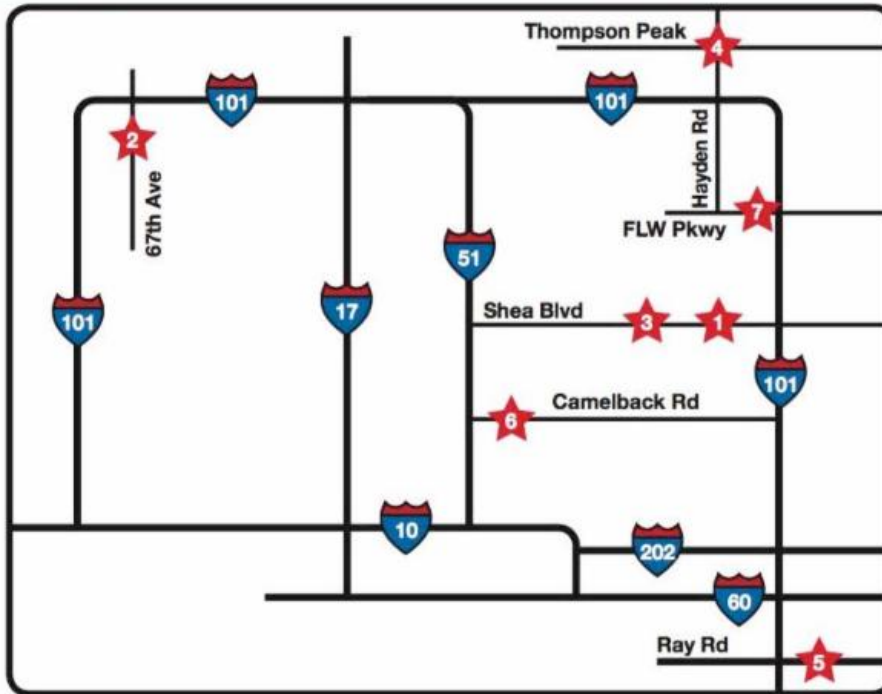 Thompson Peak
4
101
101
2
Hayden Rd
67th Ave
7
FLW Pkwy
51
17
101
Shea Blvd
3
1
101
Camelback Rd
6
10
202
60
Ray Rd
5